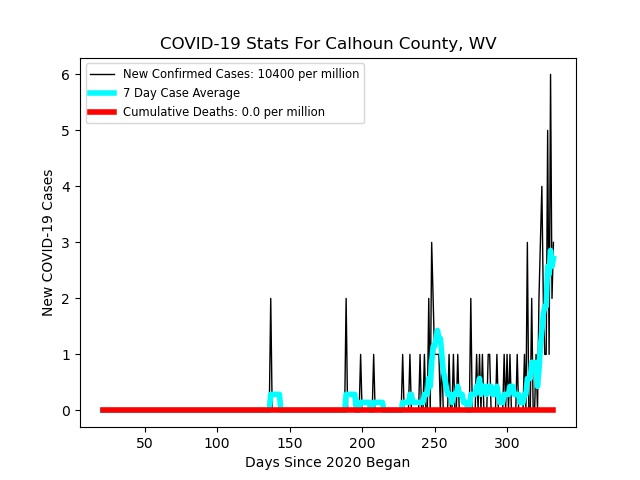 COVID-19 Stats For Calhoun County, WV
New Confirmed Cases: 10400 per million
7 Day Case Average
Cumulative Deaths: 0.0 per million
New COVID-19 Cases
6
5
4
3
2
1
0
50 100 150 200 250 300
Days Since 2020 Began